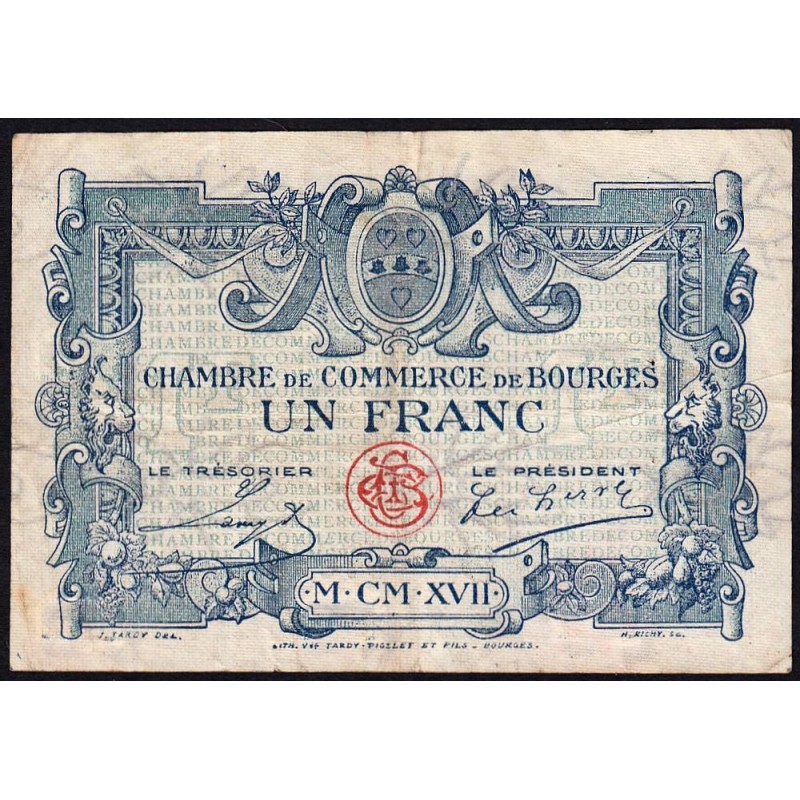 CHAMBRE DE COMMERCE DE BOURGES
UN FRANC
LE TRÉSORIER LE PRÉSIDENT
M·CM·XVII
J. TARDY DEL.
H. RICHY. SC.
LITH. VVE TARDY-PIGELET ET FILS - BOURGES.